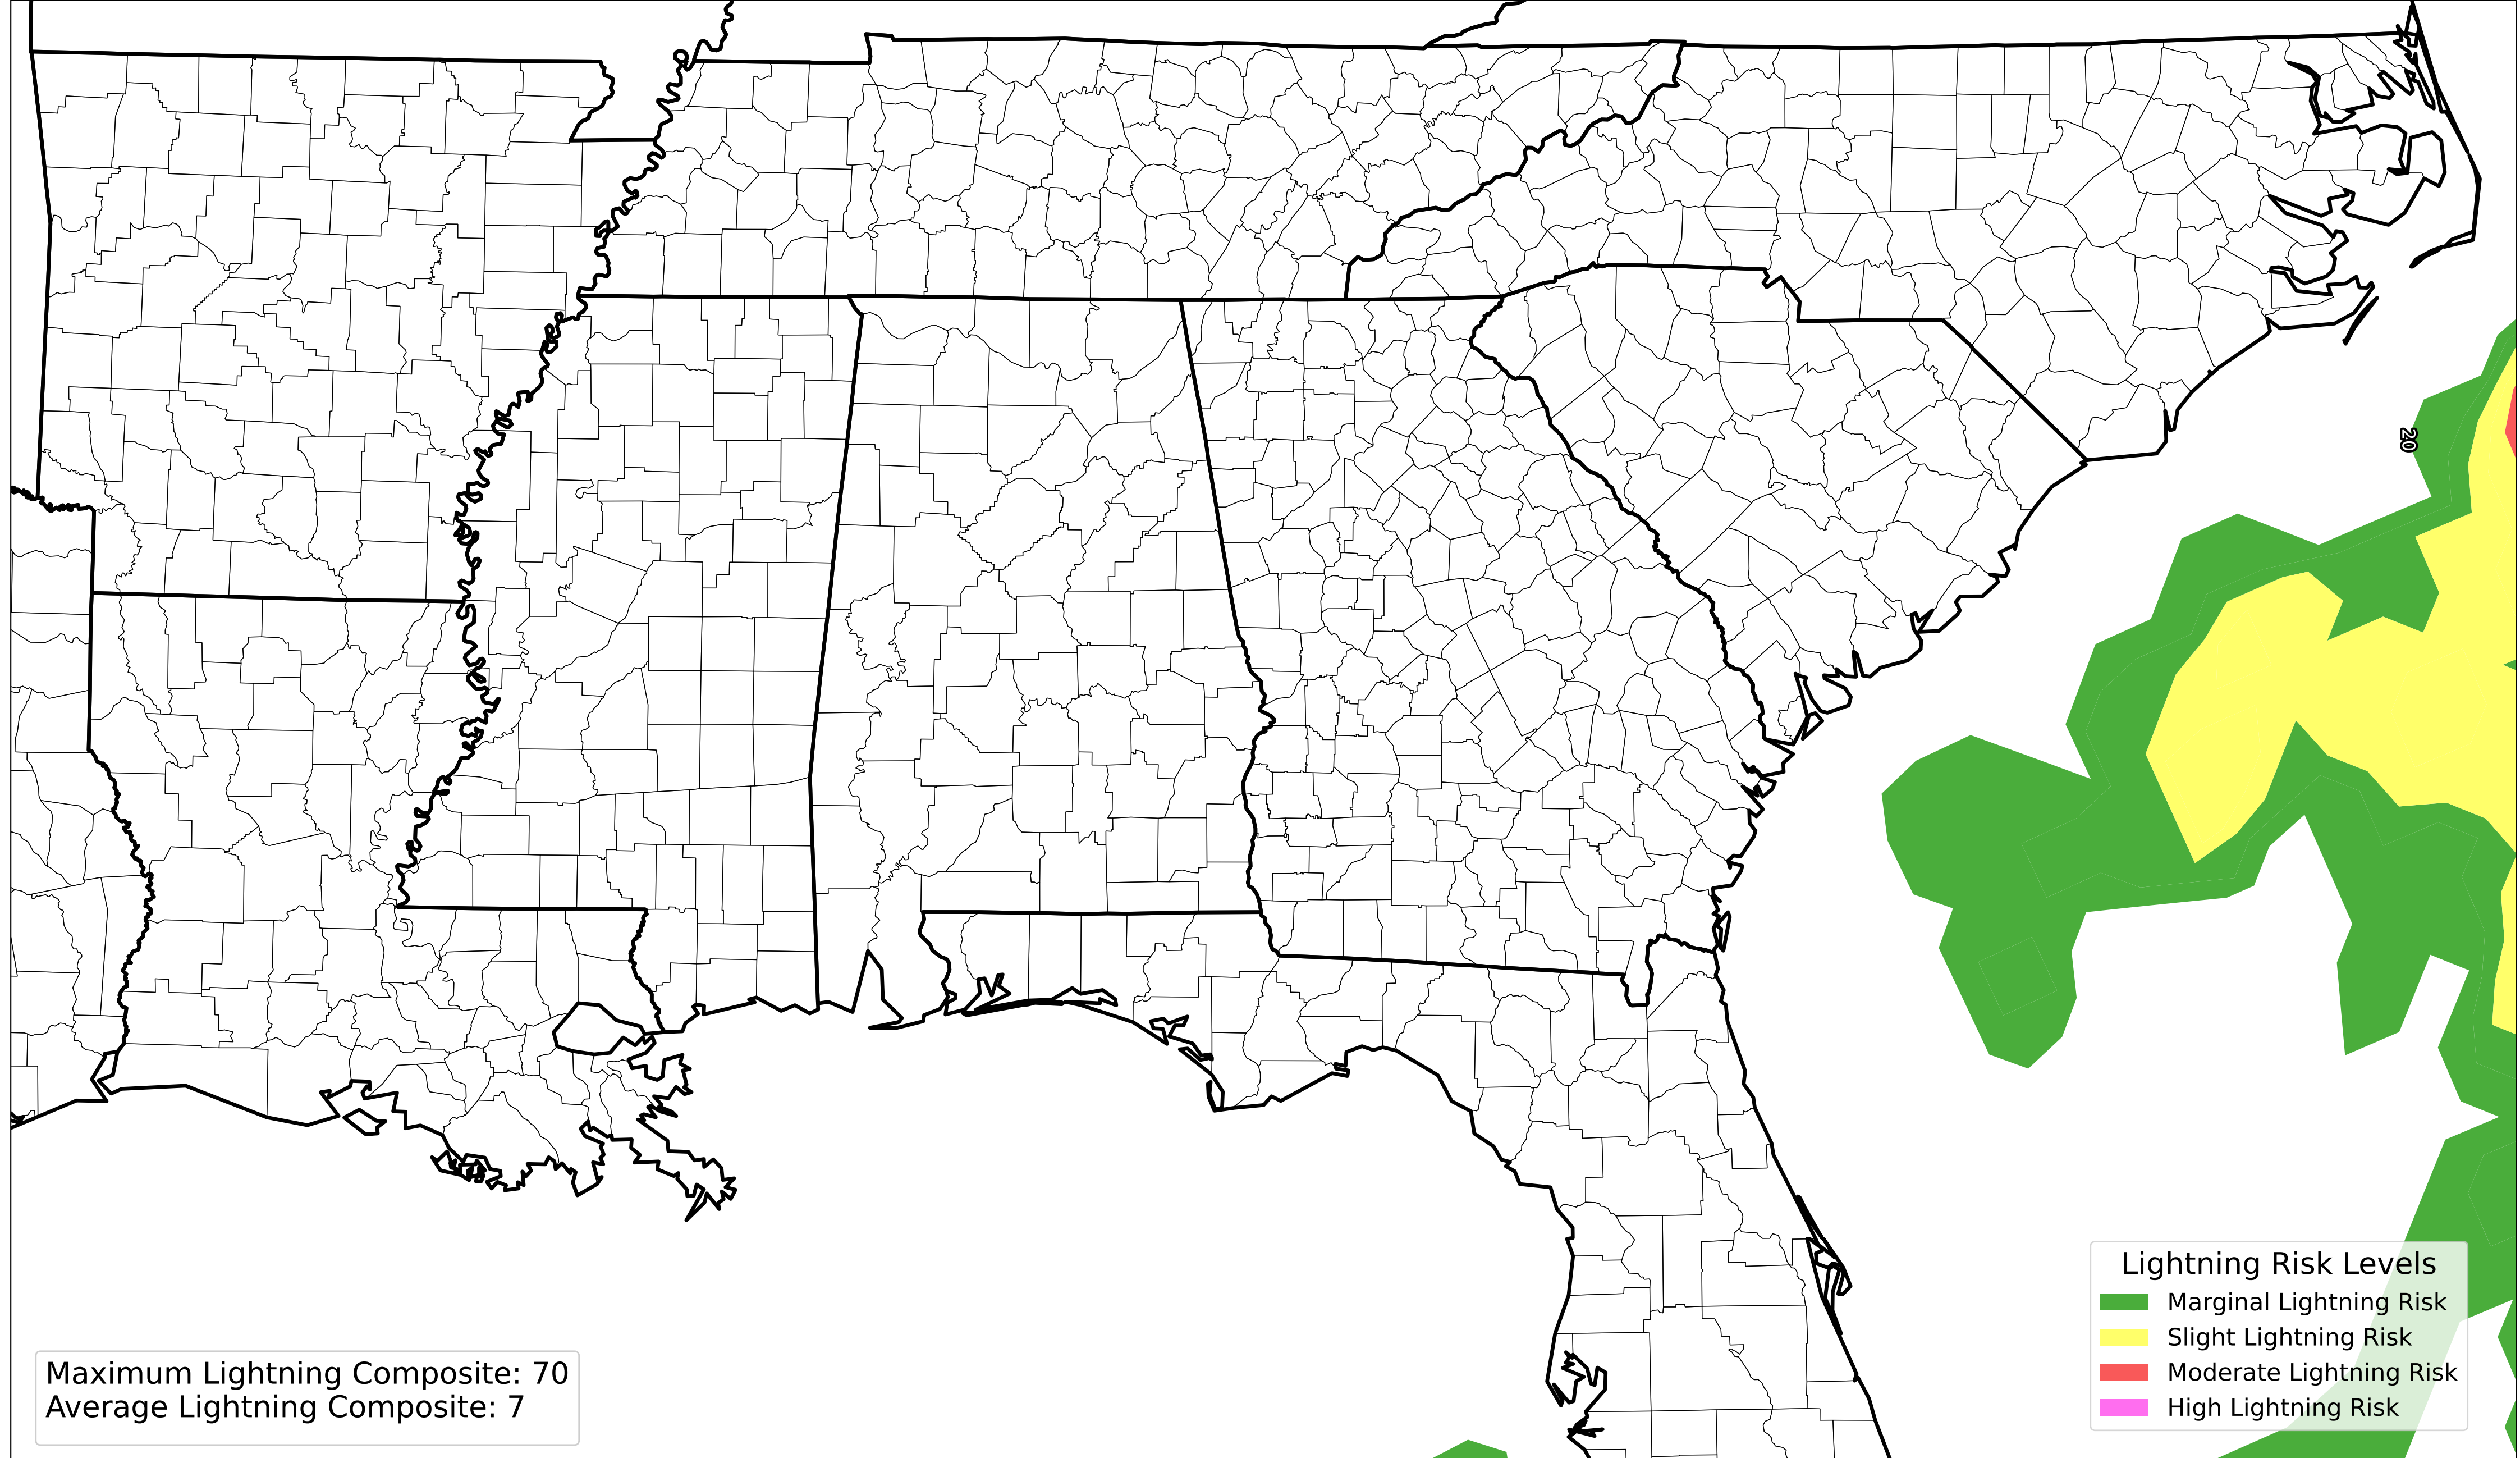 20
Lightning Risk Levels
Marginal Lightning Risk
Slight Lightning Risk
Moderate Lightning Risk
High Lightning Risk
Maximum Lightning Composite: 70
Average Lightning Composite: 7